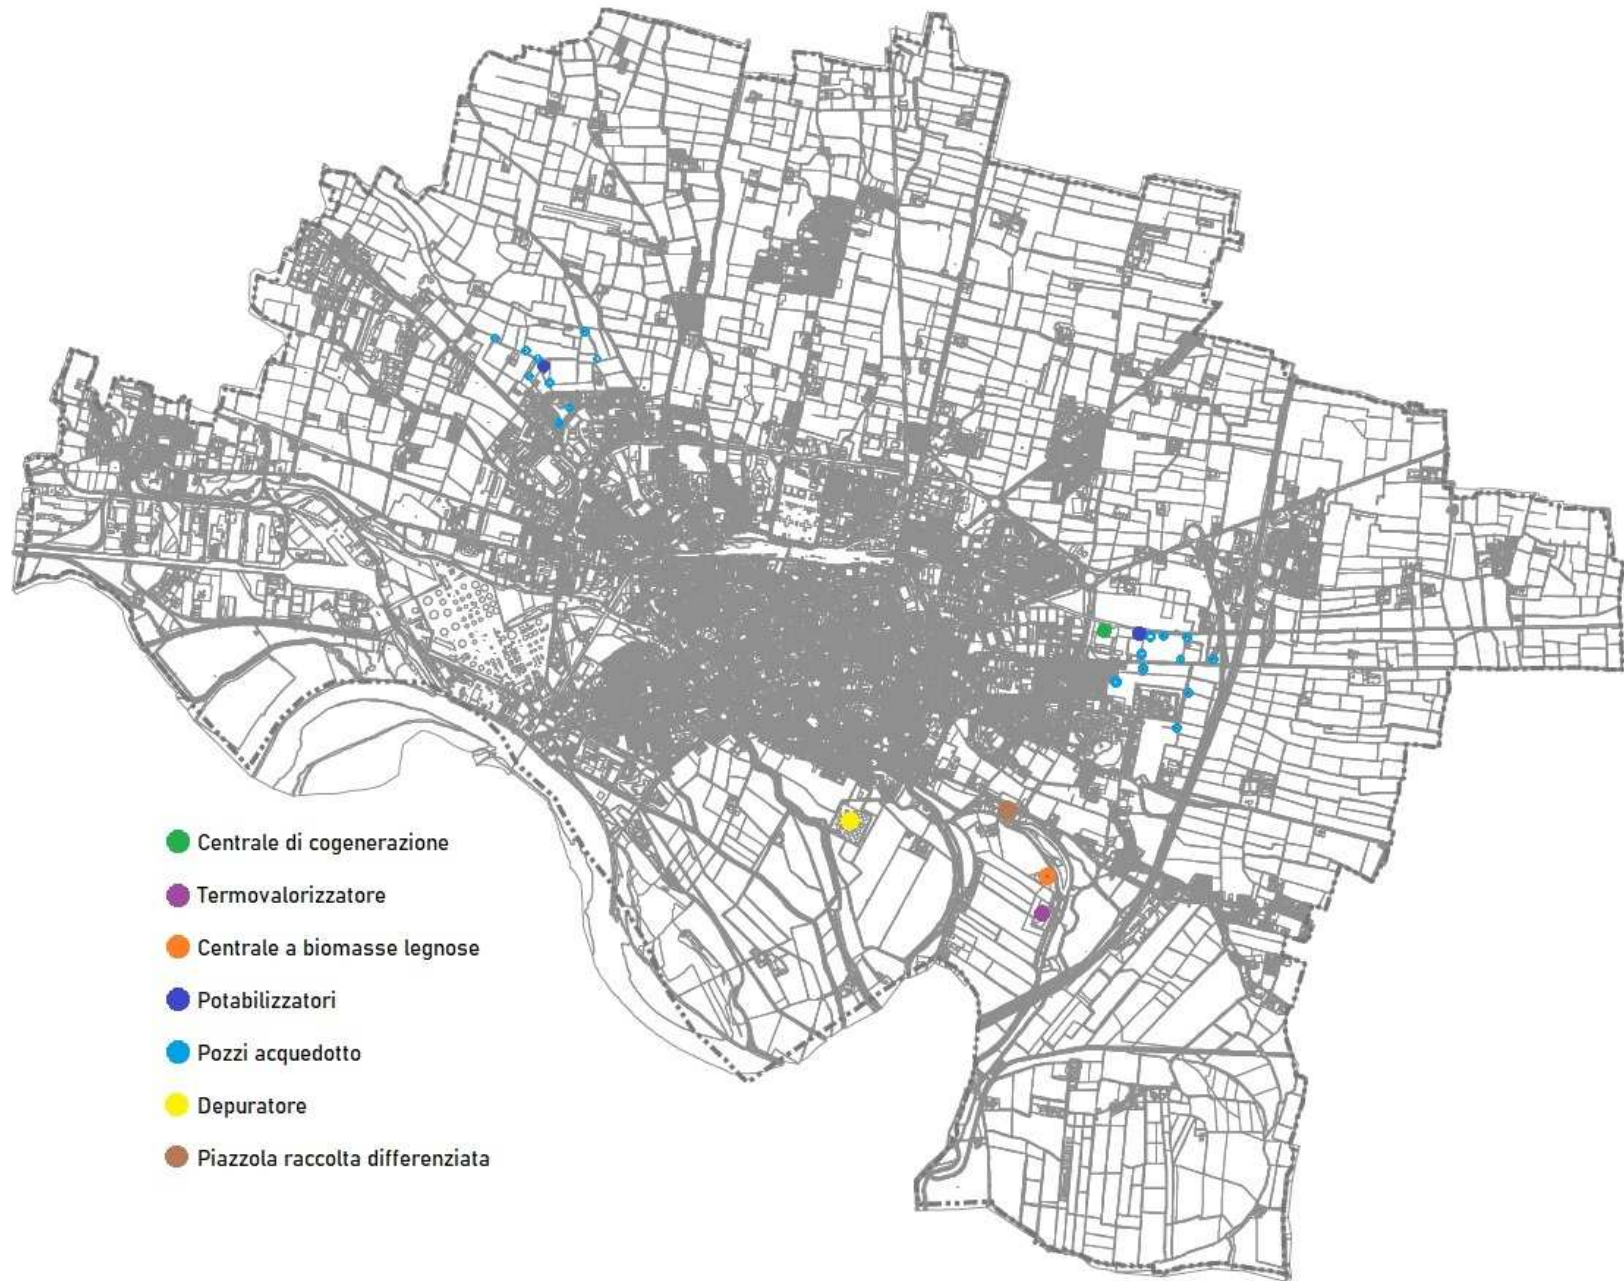 Centrale di cogenerazione
Termovalorizzatore
Centrale a biomasse legnose
Potabilizzatori
Pozzi acquedotto
Depuratore
Piazzola raccolta differenziata